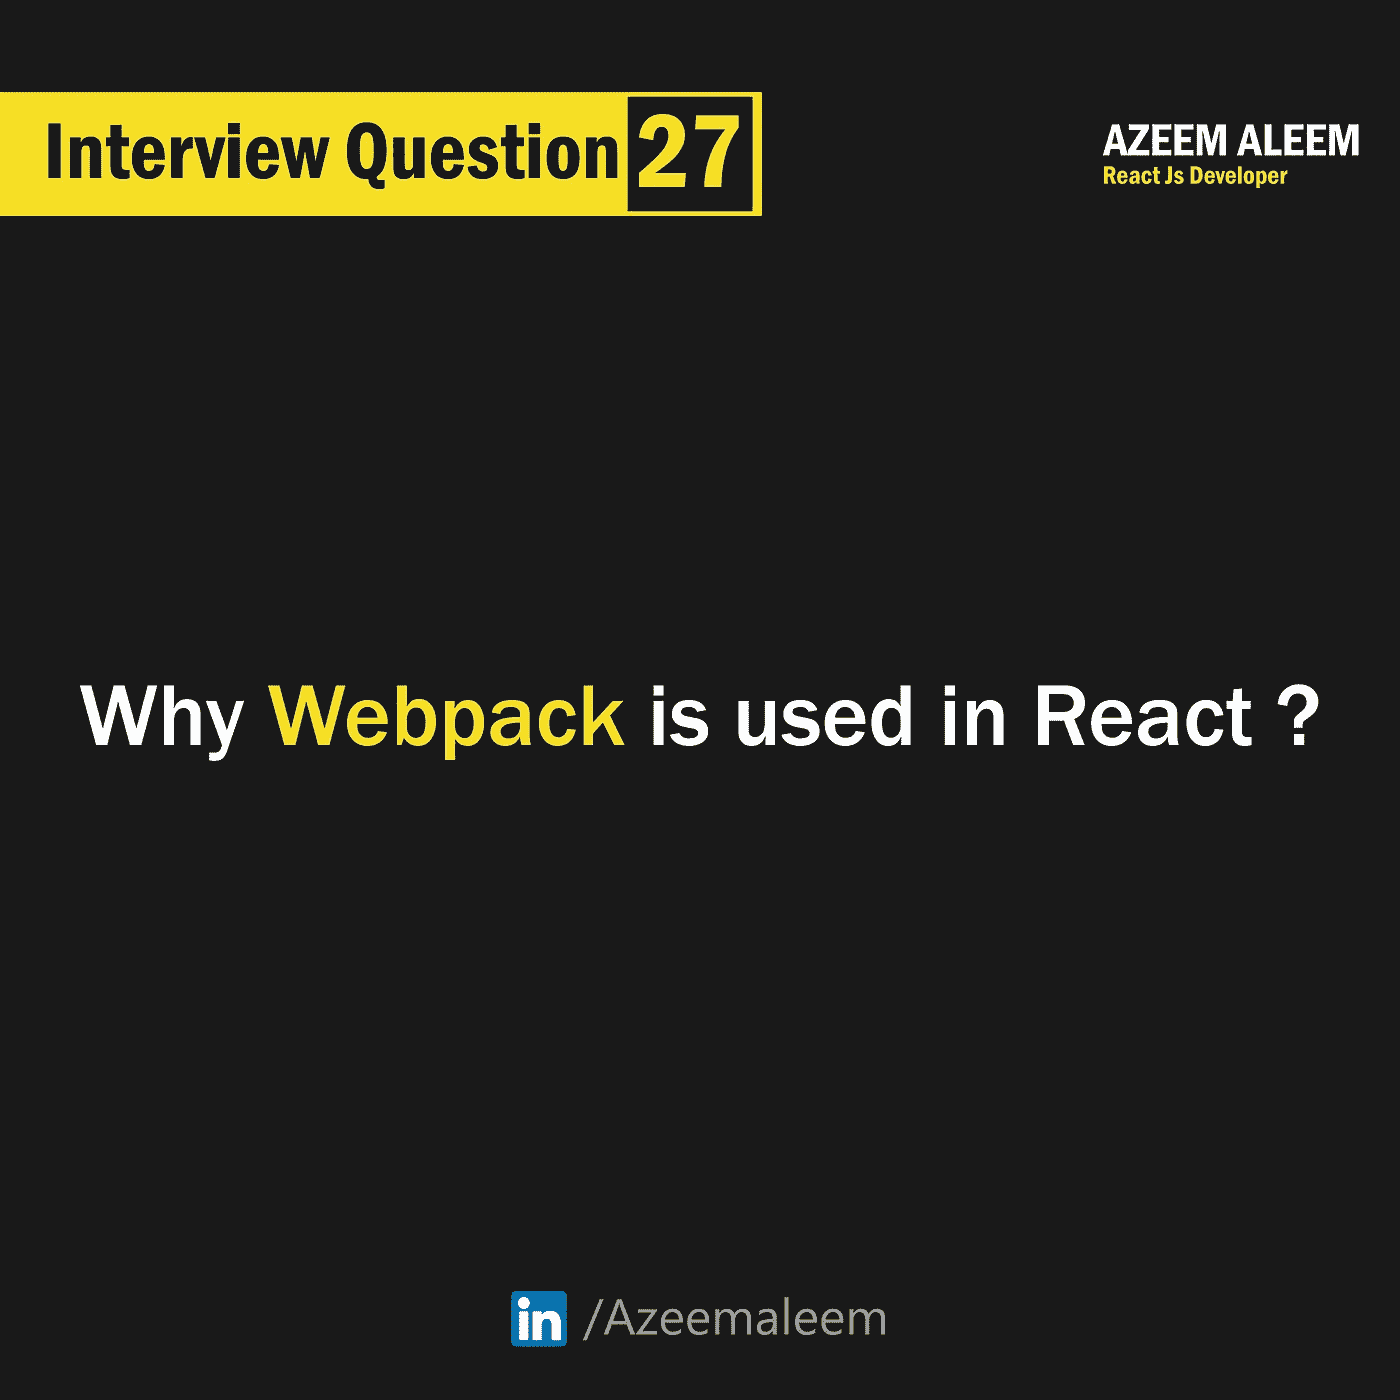 Interview Question 27
AZEEM ALEEM
React Js Developer
Why Webpack is used in React ?
in /Azeemaleem